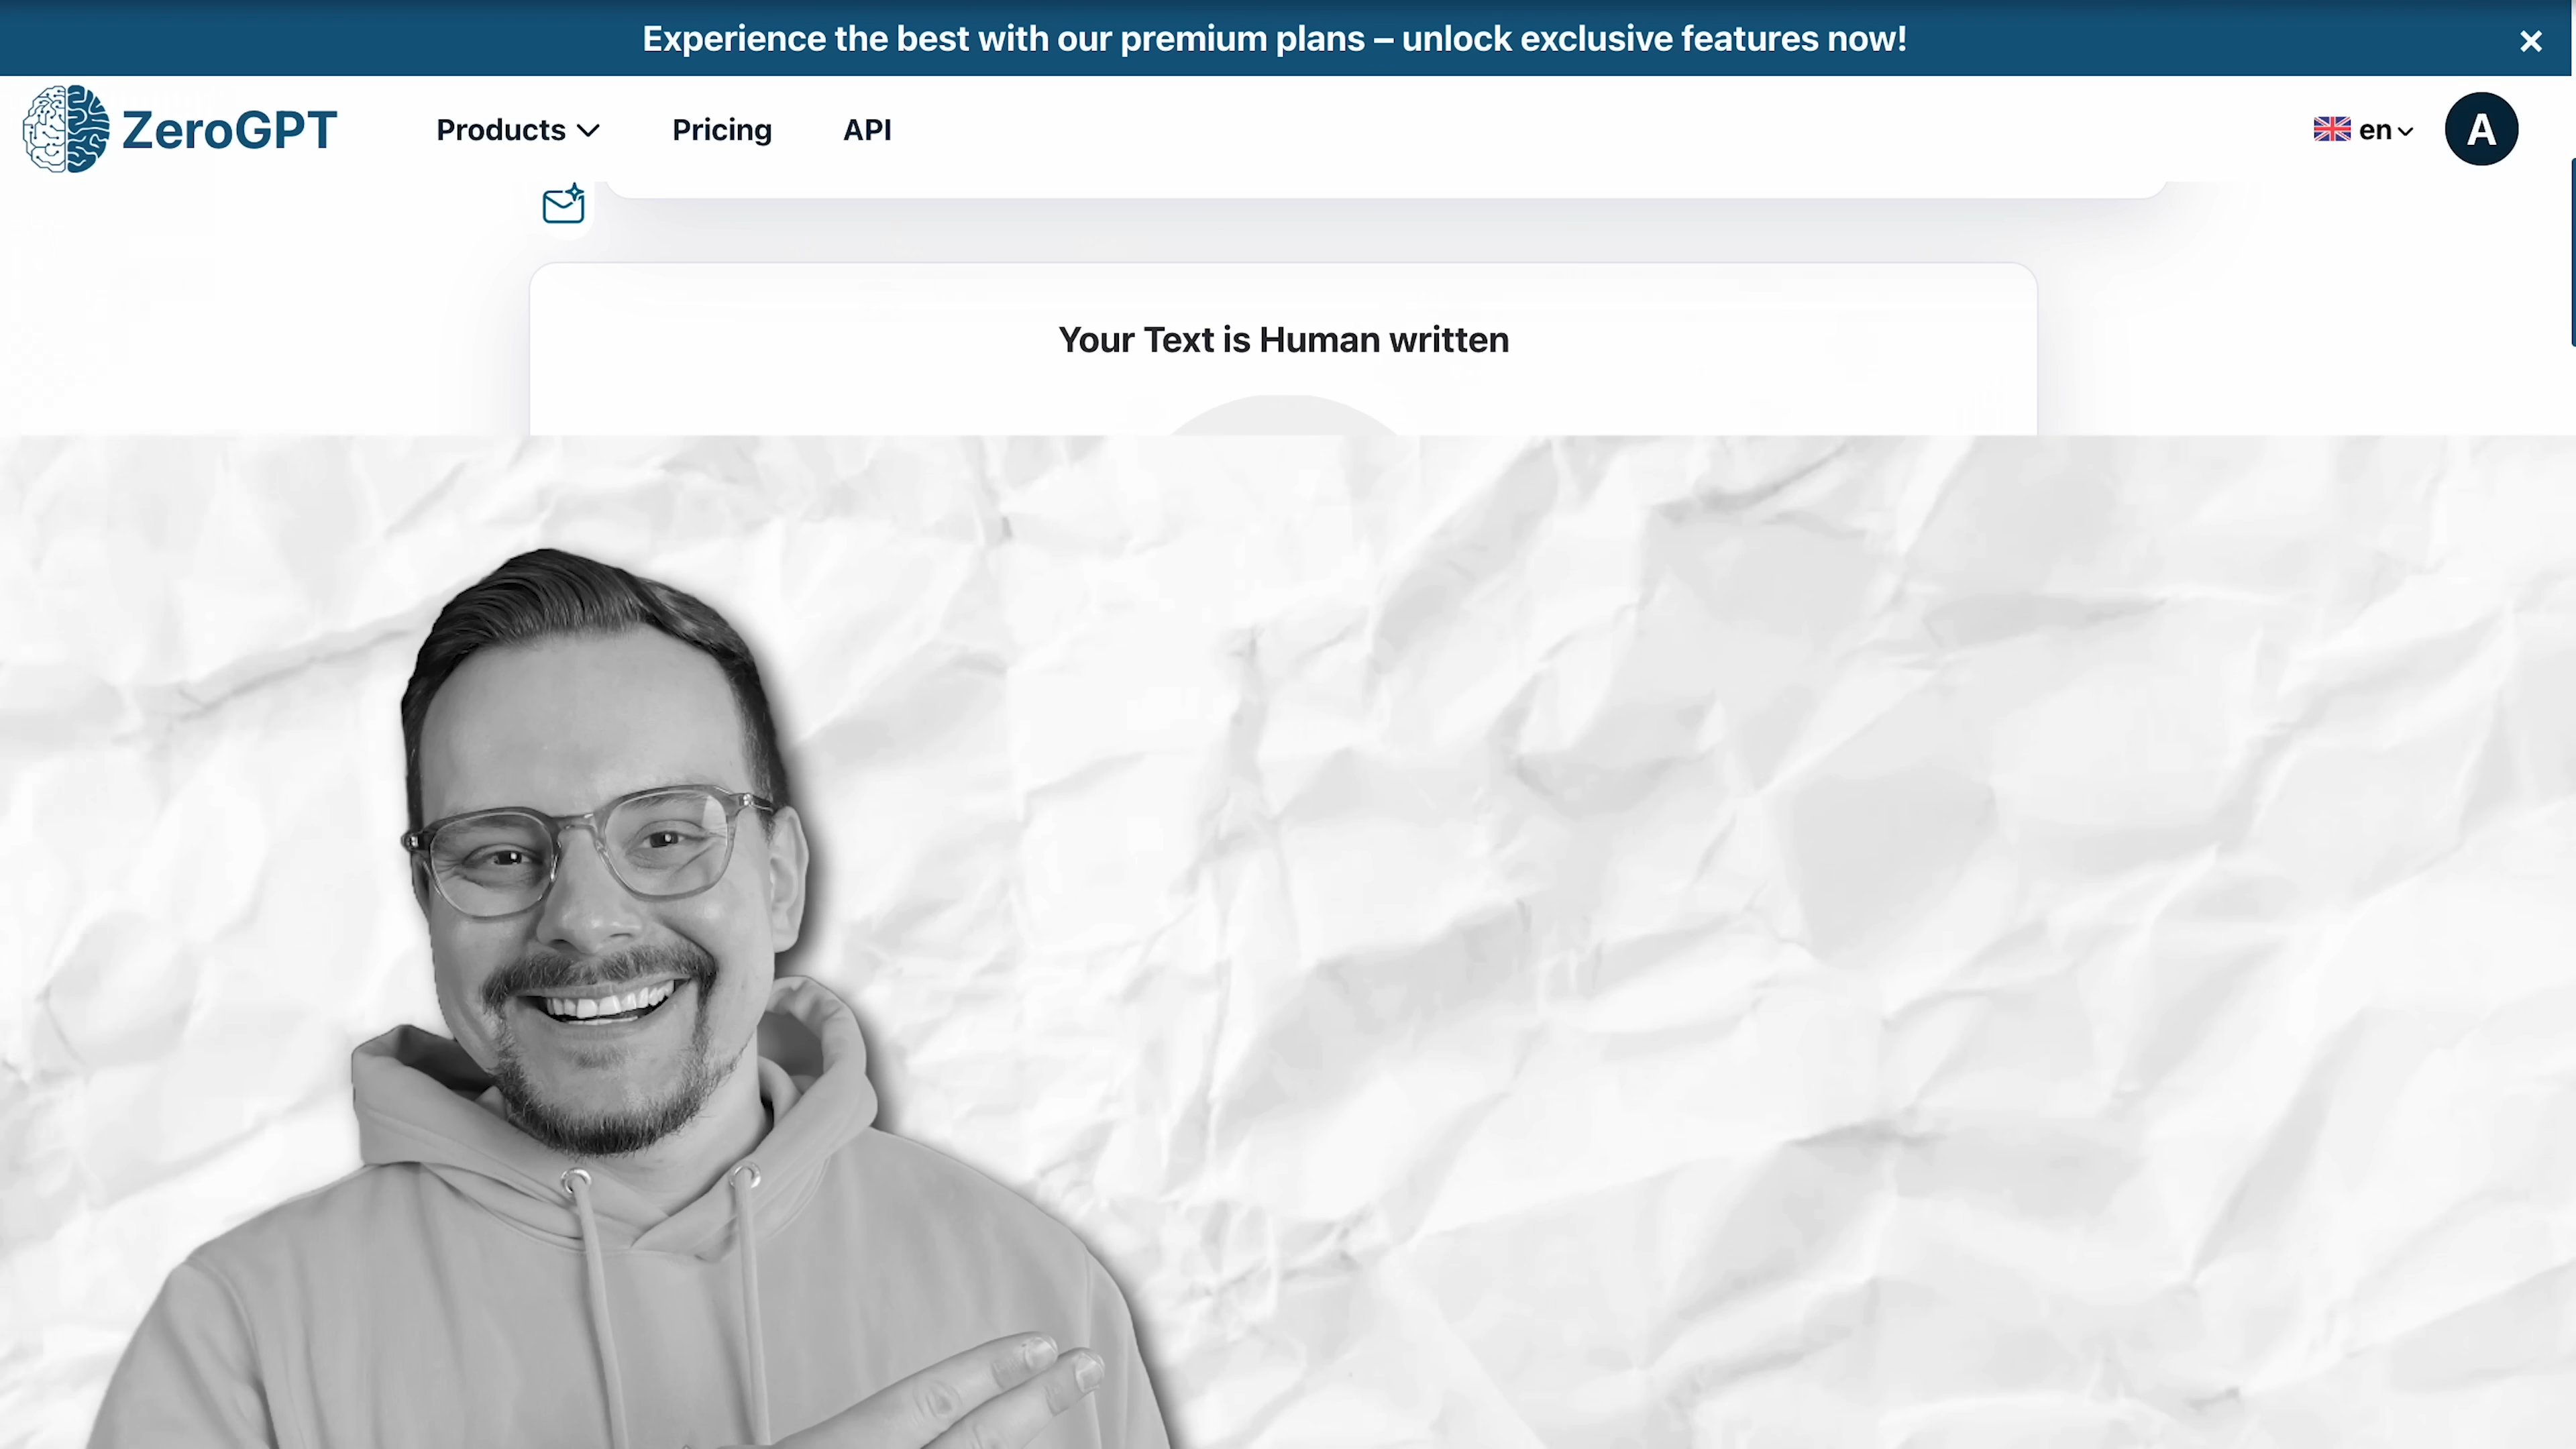 Experience the best with our premium plans – unlock exclusive features now!
ZeroGPT Products Pricing API en A
Your Text is Human written